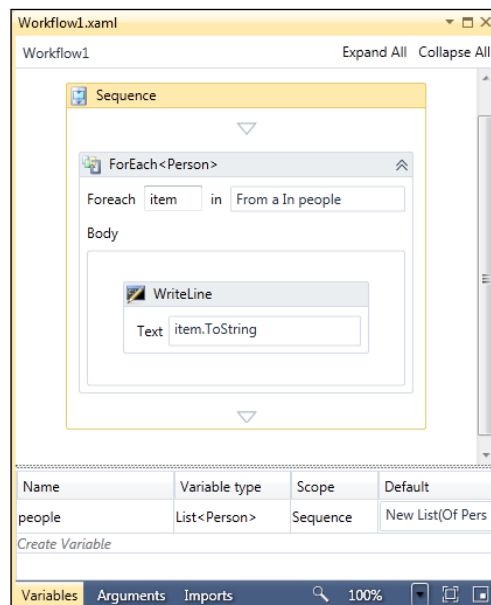 Workflow1.xaml
Workflow1 Expand All Collapse All
Sequence
ForEach<Person>
Foreach item in From a In people
Body
WriteLine
Text item.ToString
Name Variable type Scope Default
people List<Person> Sequence New List(Of Pers
Create Variable
Variables Arguments Imports 100%